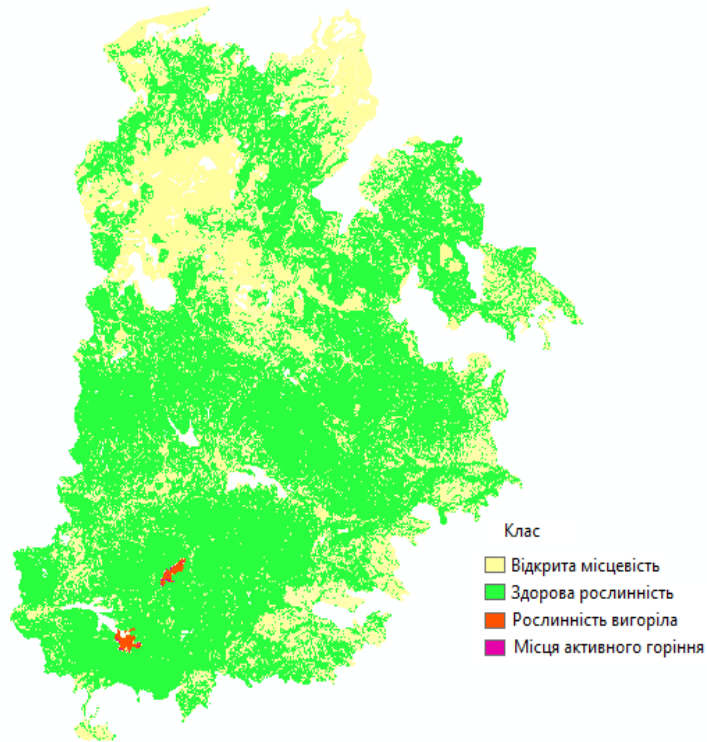 Клас
Відкрита місцевість
Здорова рослинність
Рослинність вигоріла
Місця активного горіння